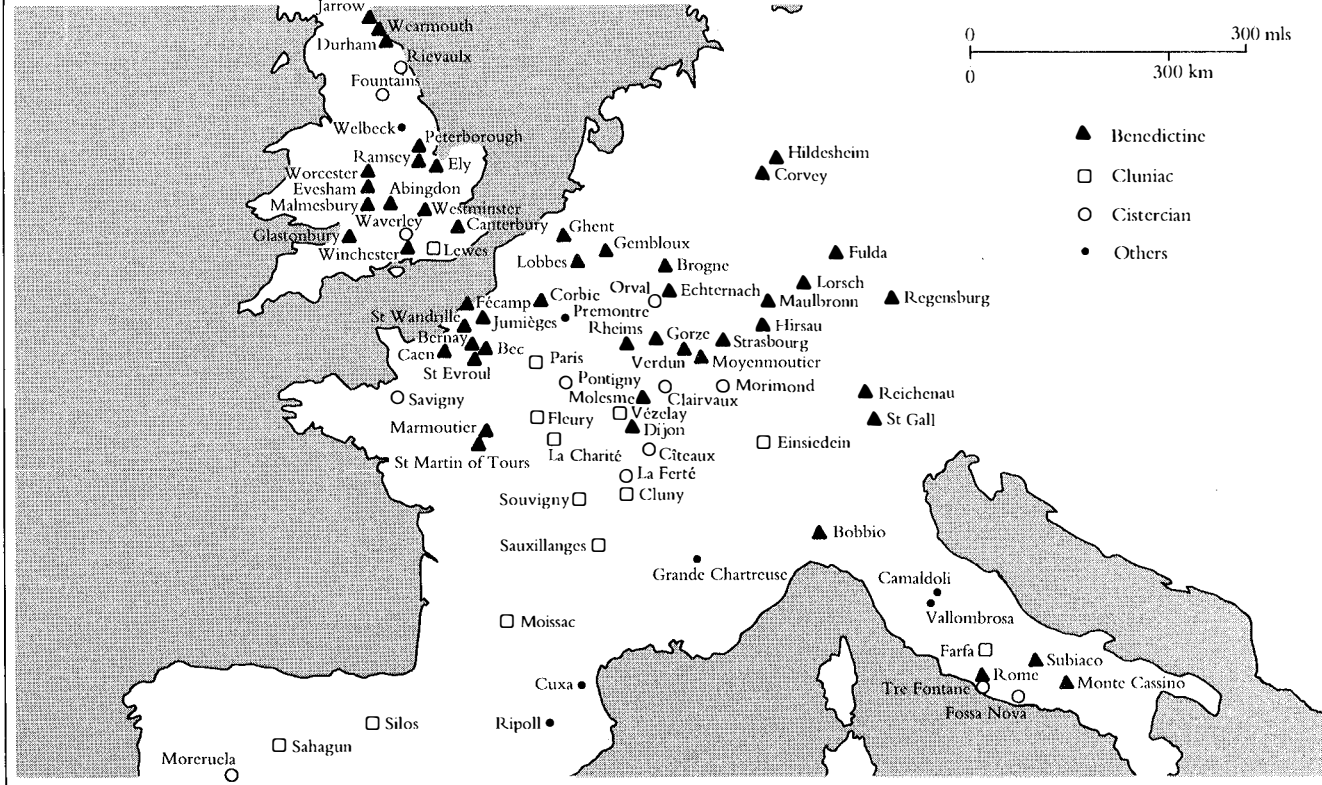 Jarrow
Wearmouth
Durham
Rievaulx
Fountains
Welbeck
Peterborough
Ramsey
Ely
Worcester
Evesham
Abingdon
Malmesbury
Westminster
Waverley
Canterbury
Glastonbury
Winchester
Lewes
0
300 mls
0
300 km
Benedictine
Cluniac
Cistercian
Others
Hildesheim
Corvey
Ghent
Gembloux
Lobbes
Brogne
Fulda
Orval
Echternach
Lorsch
Maulbronn
Regensburg
Fécamp
Corbie
St Wandrille
Jumièges
Premontre
Rheims
Gorze
Hirsau
Strasbourg
Bernay
Bec
Caen
Verdun
Moyenmoutier
St Evroul
Paris
Pontigny
Morimond
Molesme
Clairvaux
Reichenau
Savigny
Fleury
Vézelay
St Gall
Marmoutier
Dijon
Einsiedein
St Martin of Tours
La Charité
Cîteaux
La Ferté
Souvigny
Cluny
Bobbio
Sauxillanges
Grande Chartreuse
Camaldoli
Vallombrosa
Moissac
Farfa
Subiaco
Rome
Monte Cassino
Tre Fontane
Fossa Nova
Cuxa
Ripoll
Silos
Sahagun
Moreruela